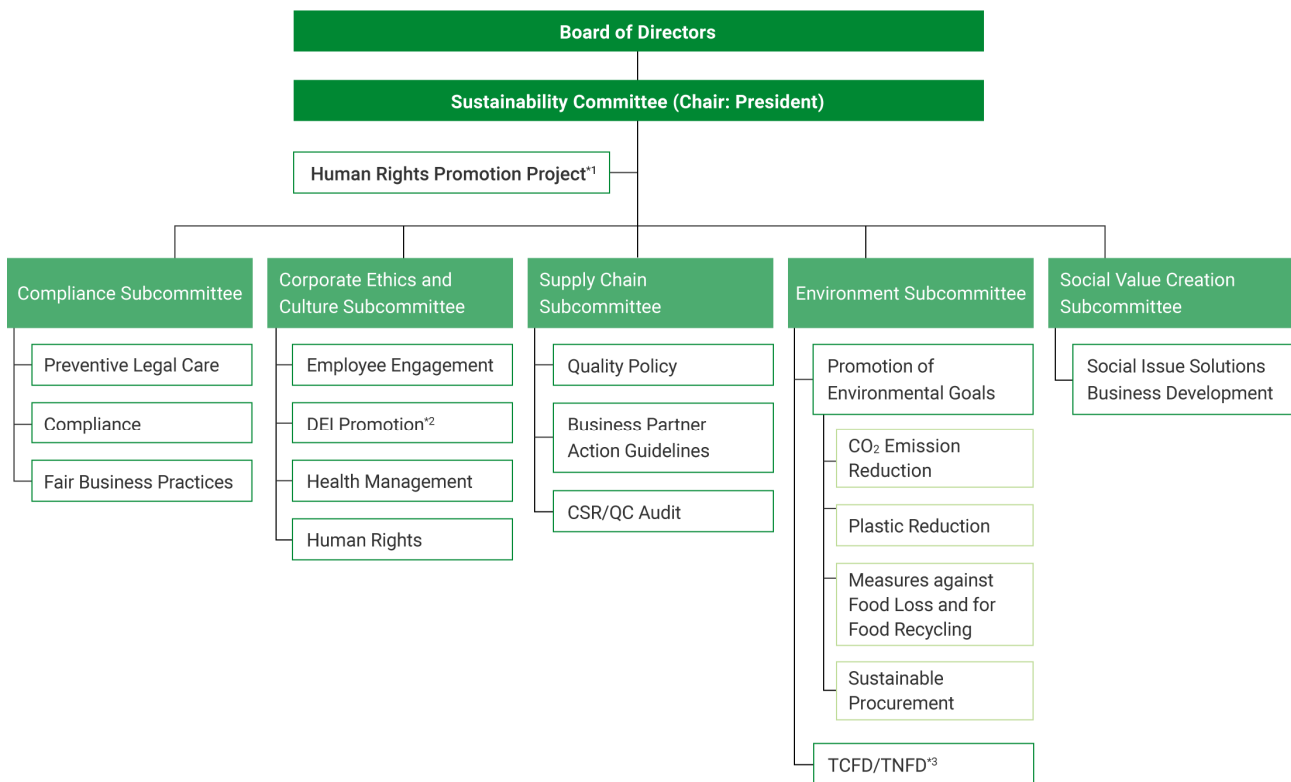 Board of Directors
Sustainability Committee (Chair: President)
Human Rights Promotion Project*1
Compliance Subcommittee
Preventive Legal Care
Compliance
Fair Business Practices
Corporate Ethics and
Culture Subcommittee
Employee Engagement
DEI Promotion*2
Health Management
Human Rights
Supply Chain
Subcommittee
Quality Policy
Business Partner
Action Guidelines
CSR/QC Audit
Environment Subcommittee
Promotion of
Environmental Goals
CO₂ Emission
Reduction
Plastic Reduction
Measures against
Food Loss and for
Food Recycling
Sustainable
Procurement
TCFD/TNFD*3
Social Value Creation
Subcommittee
Social Issue Solutions
Business Development